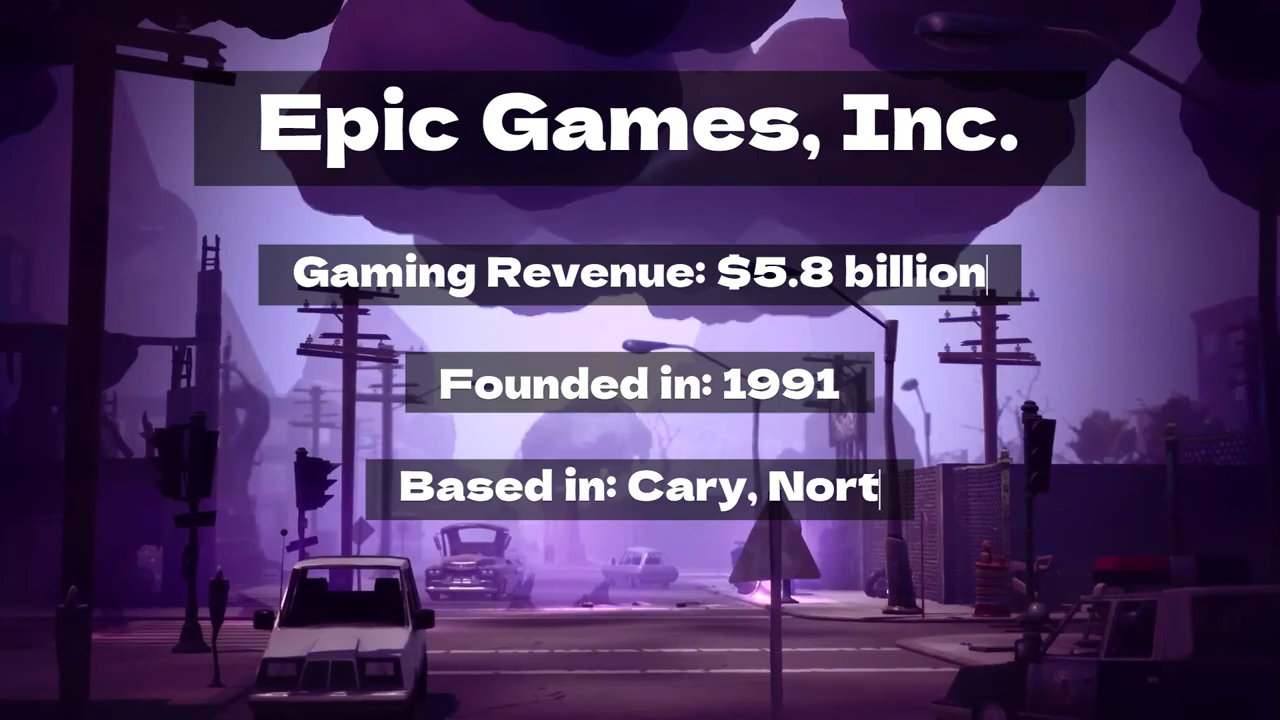 Epic Games, Inc.
Gaming Revenue: $5.8 billion
Founded in: 1991
Based in: Cary, Nort